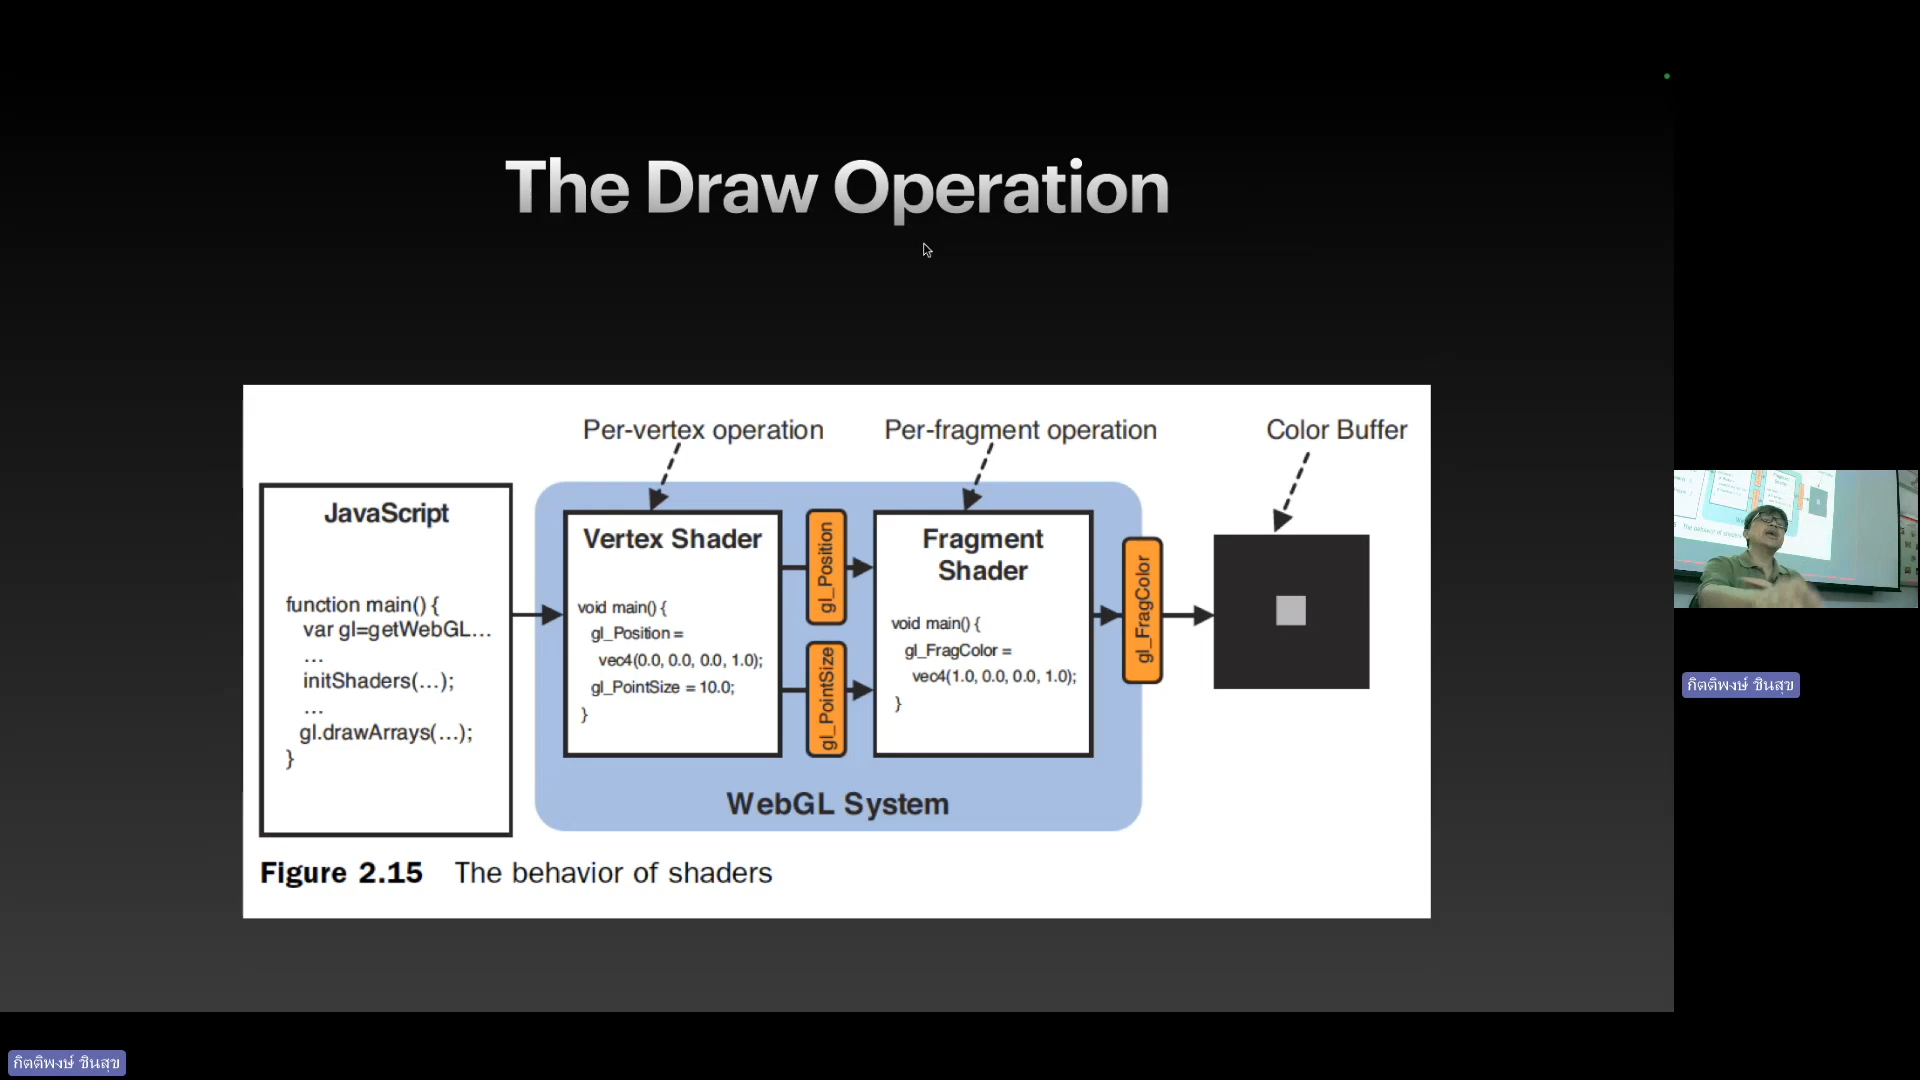 The Draw Operation
Per-vertex operation
Per-fragment operation
Color Buffer
JavaScript
function main() {
var gl=getWebGL...
...
initShaders(...);
...
gl.drawArrays(...);
}
Vertex Shader
void main() {
gl_Position =
vec4(0.0, 0.0, 0.0, 1.0);
gl_PointSize = 10.0;
}
gl_Position
gl_PointSize
Fragment
Shader
void main() {
gl_FragColor =
vec4(1.0, 0.0, 0.0, 1.0);
}
gl_FragColor
WebGL System
Figure 2.15 The behavior of shaders
กิตติพงษ์ ชินสุข
กิตติพงษ์ ชินสุข